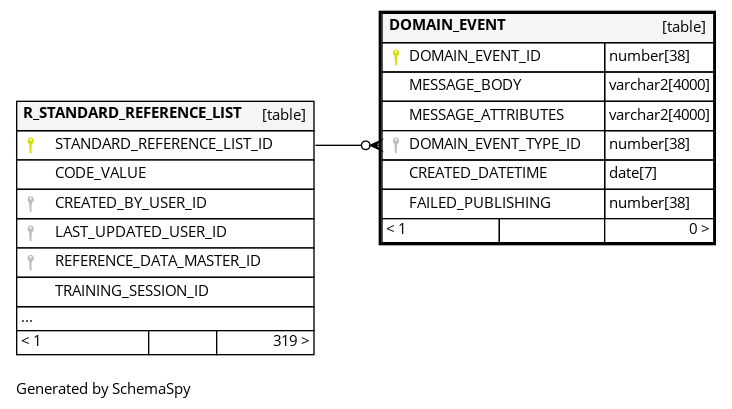 DOMAIN_EVENT [table]
DOMAIN_EVENT_ID number[38]
MESSAGE_BODY varchar2[4000]
MESSAGE_ATTRIBUTES varchar2[4000]
DOMAIN_EVENT_TYPE_ID number[38]
CREATED_DATETIME date[7]
FAILED_PUBLISHING number[38]
< 1 0 >
R_STANDARD_REFERENCE_LIST [table]
STANDARD_REFERENCE_LIST_ID
CODE_VALUE
CREATED_BY_USER_ID
LAST_UPDATED_USER_ID
REFERENCE_DATA_MASTER_ID
TRAINING_SESSION_ID
...
< 1 319 >
Generated by SchemaSpy